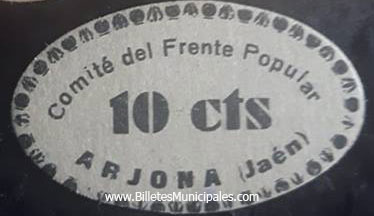 Comité del Frente Popular
10 cts
ARJONA (Jaén)
www.BilletesMunicipales.com